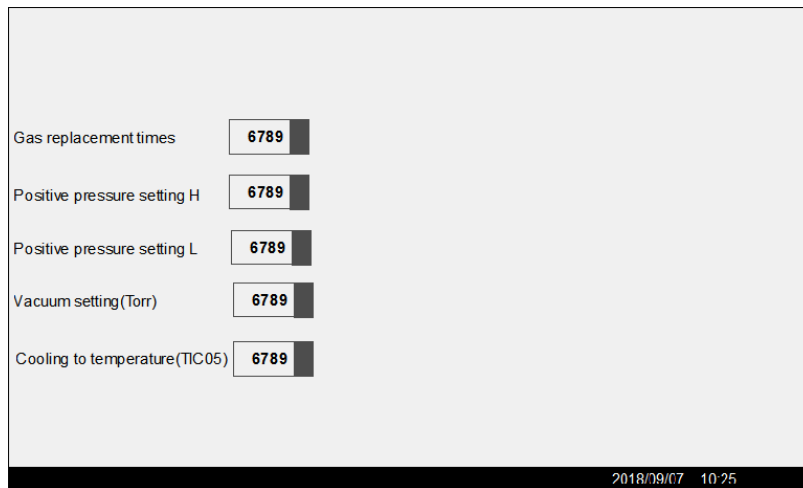 Gas replacement times 6789
Positive pressure setting H 6789
Positive pressure setting L 6789
Vacuum setting(Torr) 6789
Cooling to temperature(TIC05) 6789
2018/09/07 10:25